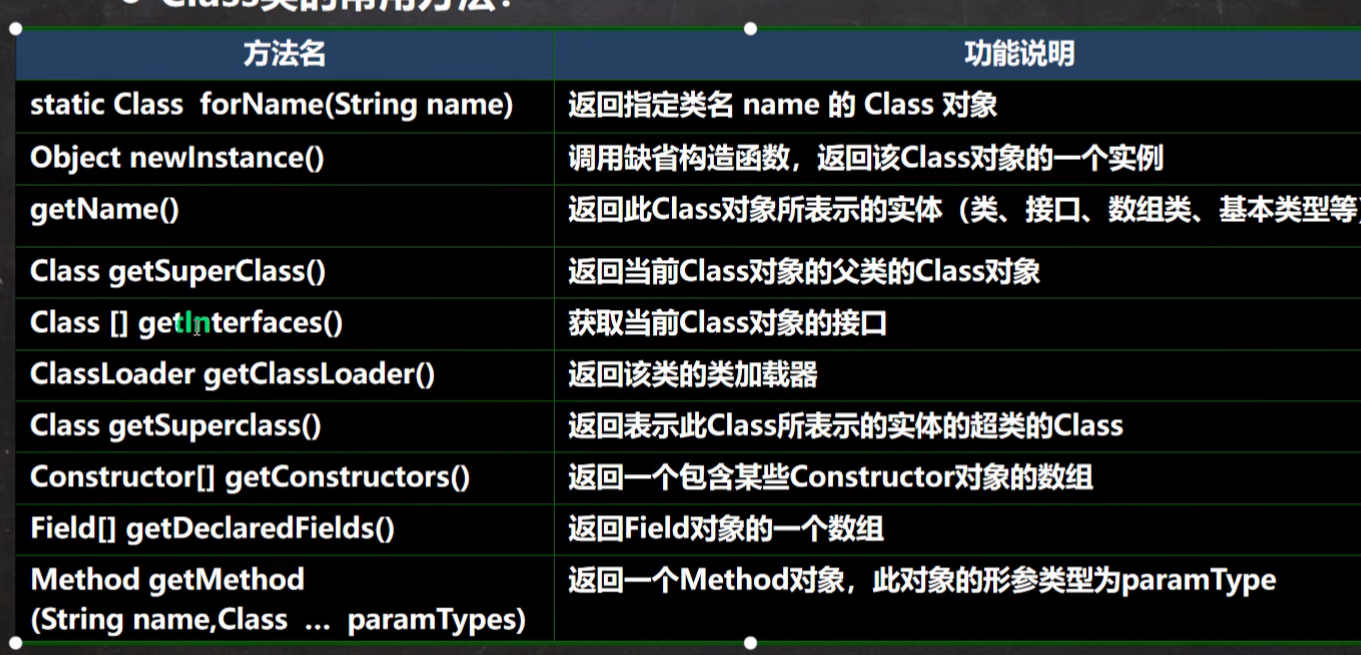 Class类的常用方法：
方法名 功能说明
static Class forName(String name) 返回指定类名 name 的 Class 对象
Object newInstance() 调用缺省构造函数，返回该Class对象的一个实例
getName() 返回此Class对象所表示的实体（类、接口、数组类、基本类型等）
Class getSuperClass() 返回当前Class对象的父类的Class对象
Class [] getInterfaces() 获取当前Class对象的接口
ClassLoader getClassLoader() 返回该类的类加载器
Class getSuperclass() 返回表示此Class所表示的实体的超类的Class
Constructor[] getConstructors() 返回一个包含某些Constructor对象的数组
Field[] getDeclaredFields() 返回Field对象的一个数组
Method getMethod 返回一个Method对象，此对象的形参类型为paramType
(String name,Class … paramTypes)